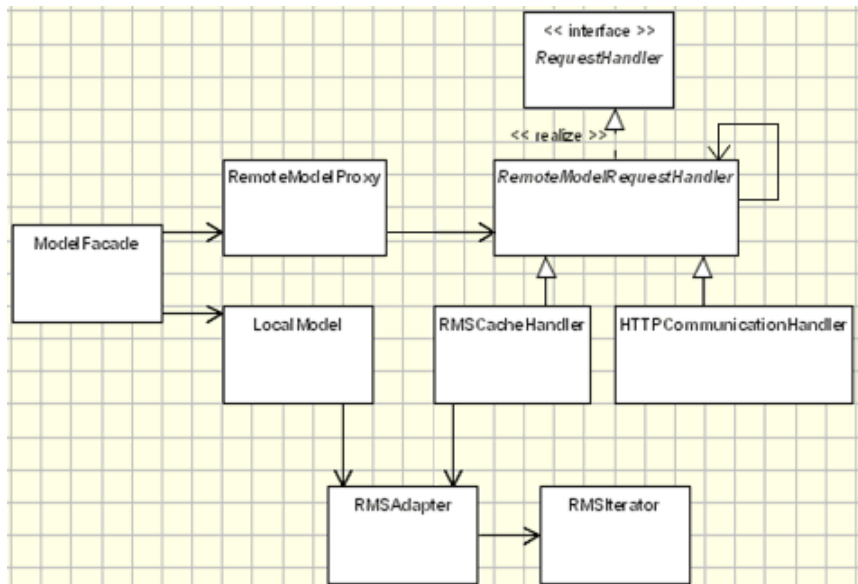 << interface >>
RequestHandler
<< realize >>
RemoteModelProxy
RemoteModelRequestHandler
ModelFacade
LocalModel
RMSCacheHandler
HTTPCommunicationHandler
RMSAdapter
RMSIterator